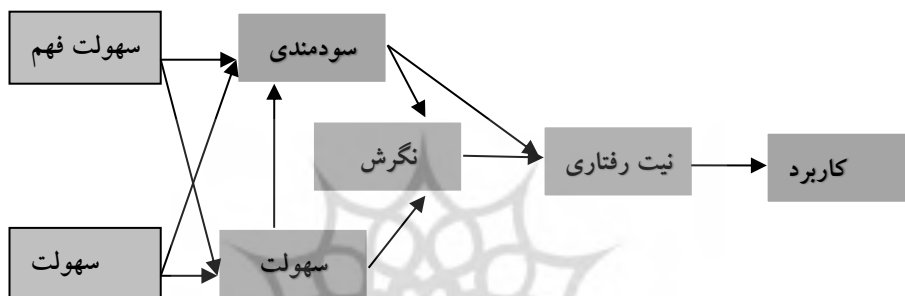 سهولت فهم
سودمندی
نگرش
نیت رفتاری
کاربرد
سهولت
سهولت